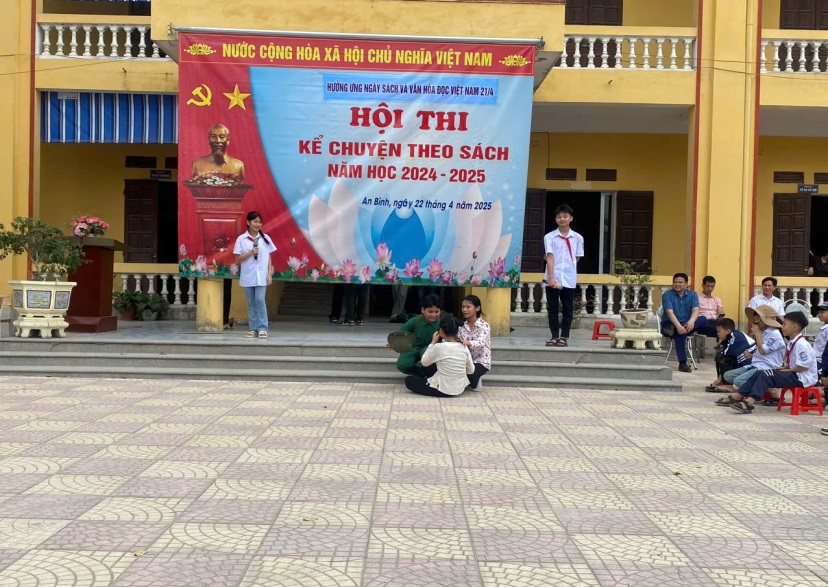 NƯỚC CỘNG HÒA XÃ HỘI CHỦ NGHĨA VIỆT NAM
HƯỞNG ỨNG NGÀY SÁCH VÀ VĂN HÓA ĐỌC VIỆT NAM 21/4
HỘI THI
KỂ CHUYỆN THEO SÁCH
NĂM HỌC 2024 - 2025
An Bình, ngày 22 tháng 4 năm 2025